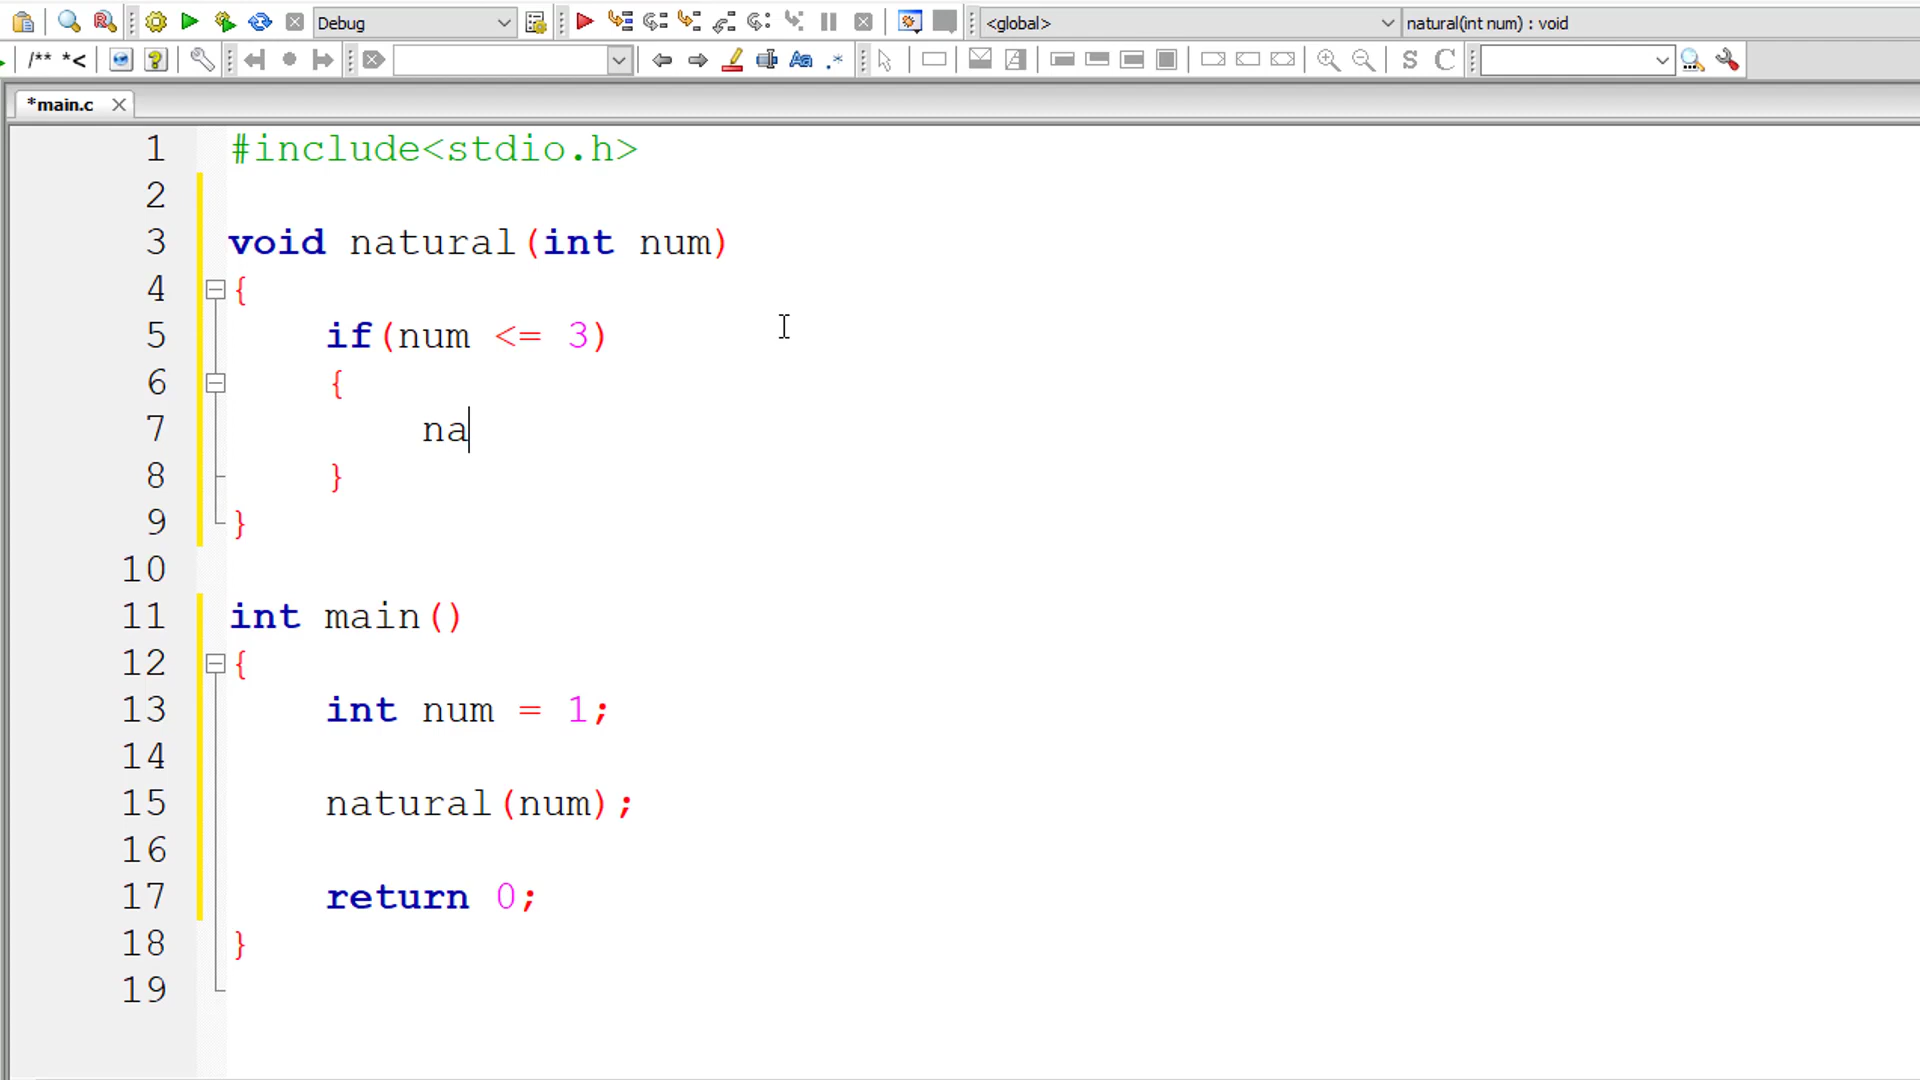 Debug
<global>
natural(int num) : void
/** *<
Aa
.*
S
C
*main.c
1 #include<stdio.h>
2
3 void natural(int num)
4 {
5 if(num <= 3)
6 {
7 na
8 }
9 }
10
11 int main()
12 {
13 int num = 1;
14
15 natural(num);
16
17 return 0;
18 }
19